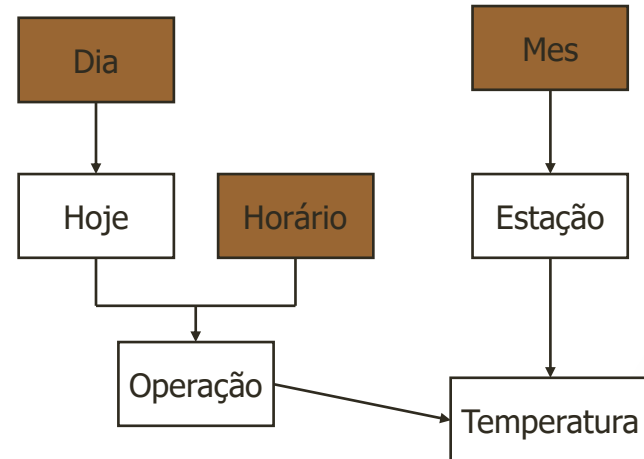 Dia
Mes
Hoje
Horário
Estação
Operação
Temperatura